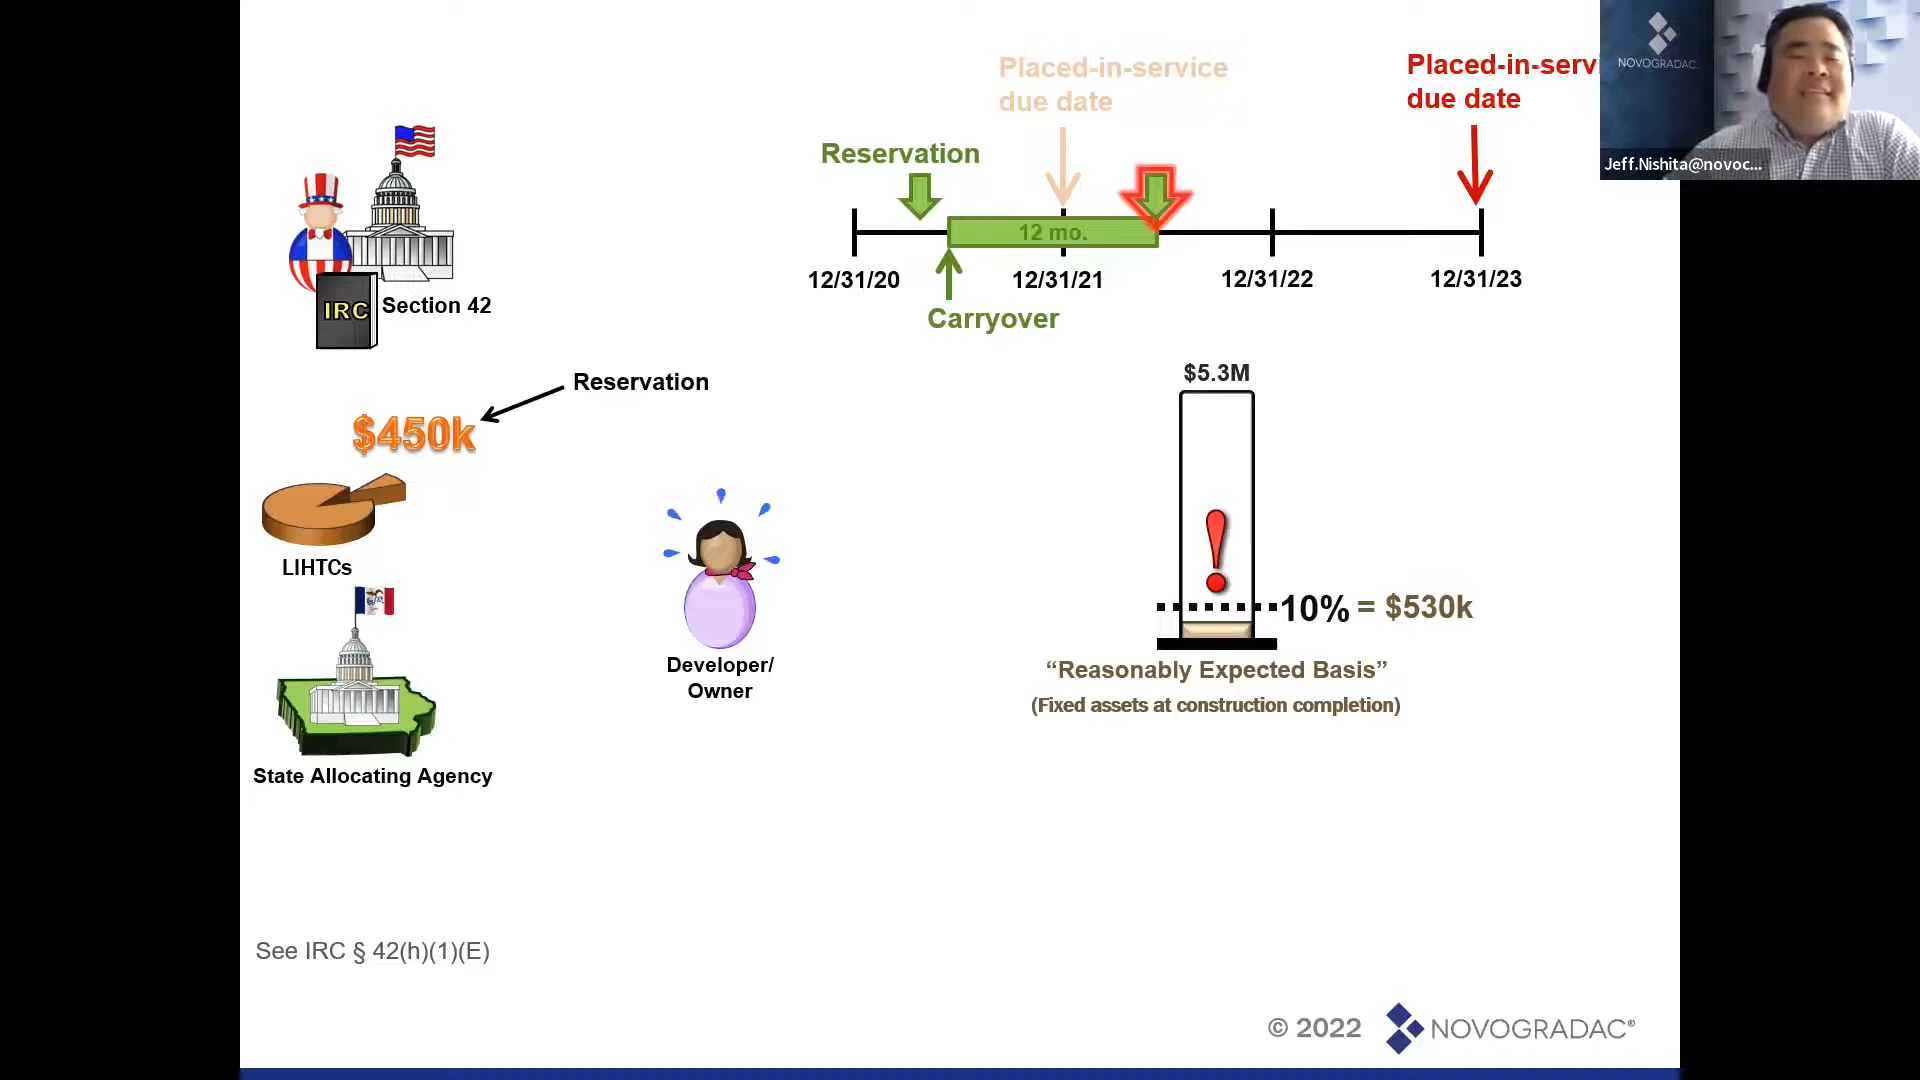 Placed-in-service
due date
Placed-in-servi
due date
NOVOGRADAC
Jeff.Nishita@novoc...
Reservation
12 mo.
12/31/20
12/31/21
12/31/22
12/31/23
Carryover
IRC
Section 42
Reservation
$450k
LIHTCs
State Allocating Agency
Developer/
Owner
$5.3M
!
10% = $530k
“Reasonably Expected Basis”
(Fixed assets at construction completion)
See IRC § 42(h)(1)(E)
© 2022
NOVOGRADAC®